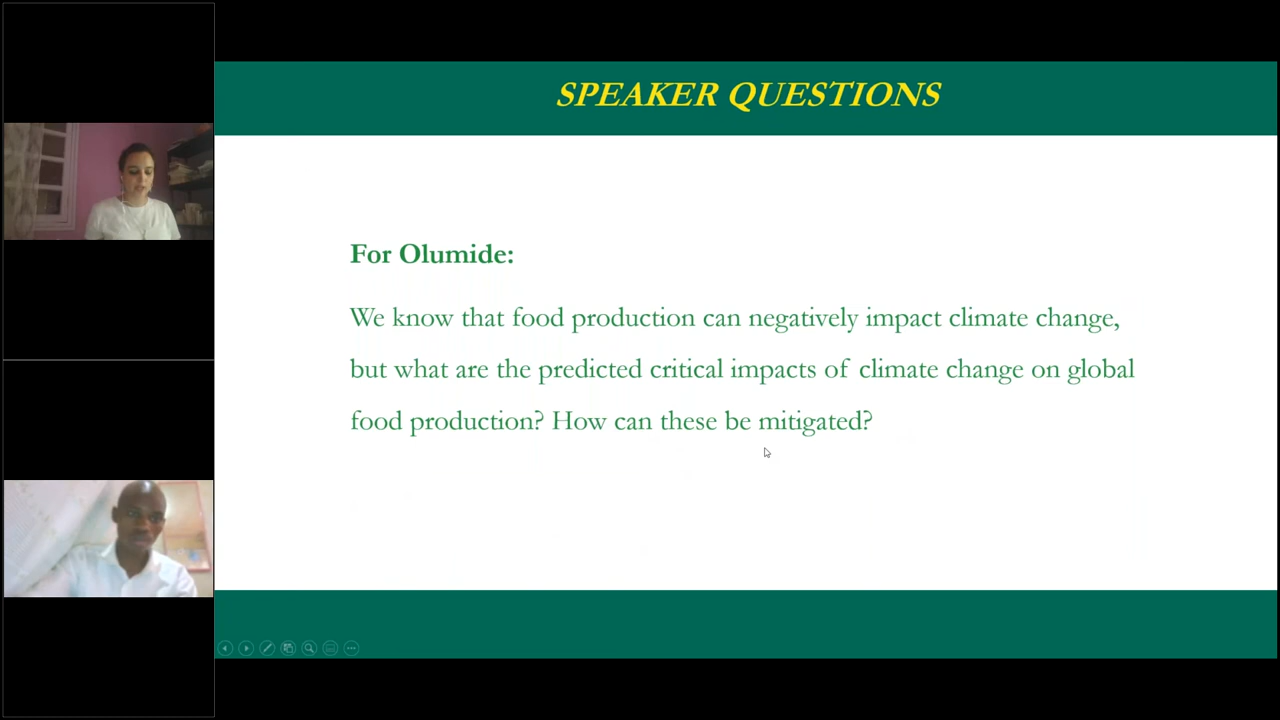 SPEAKER QUESTIONS
For Olumide:
We know that food production can negatively impact climate change,
but what are the predicted critical impacts of climate change on global
food production? How can these be mitigated?